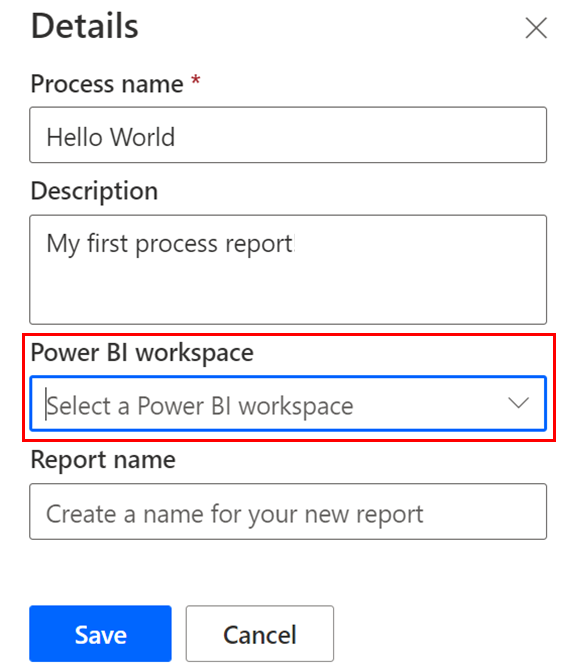 Details
Process name *
Hello World
Description
My first process report
Power BI workspace
Select a Power BI workspace
Report name
Create a name for your new report
Save
Cancel